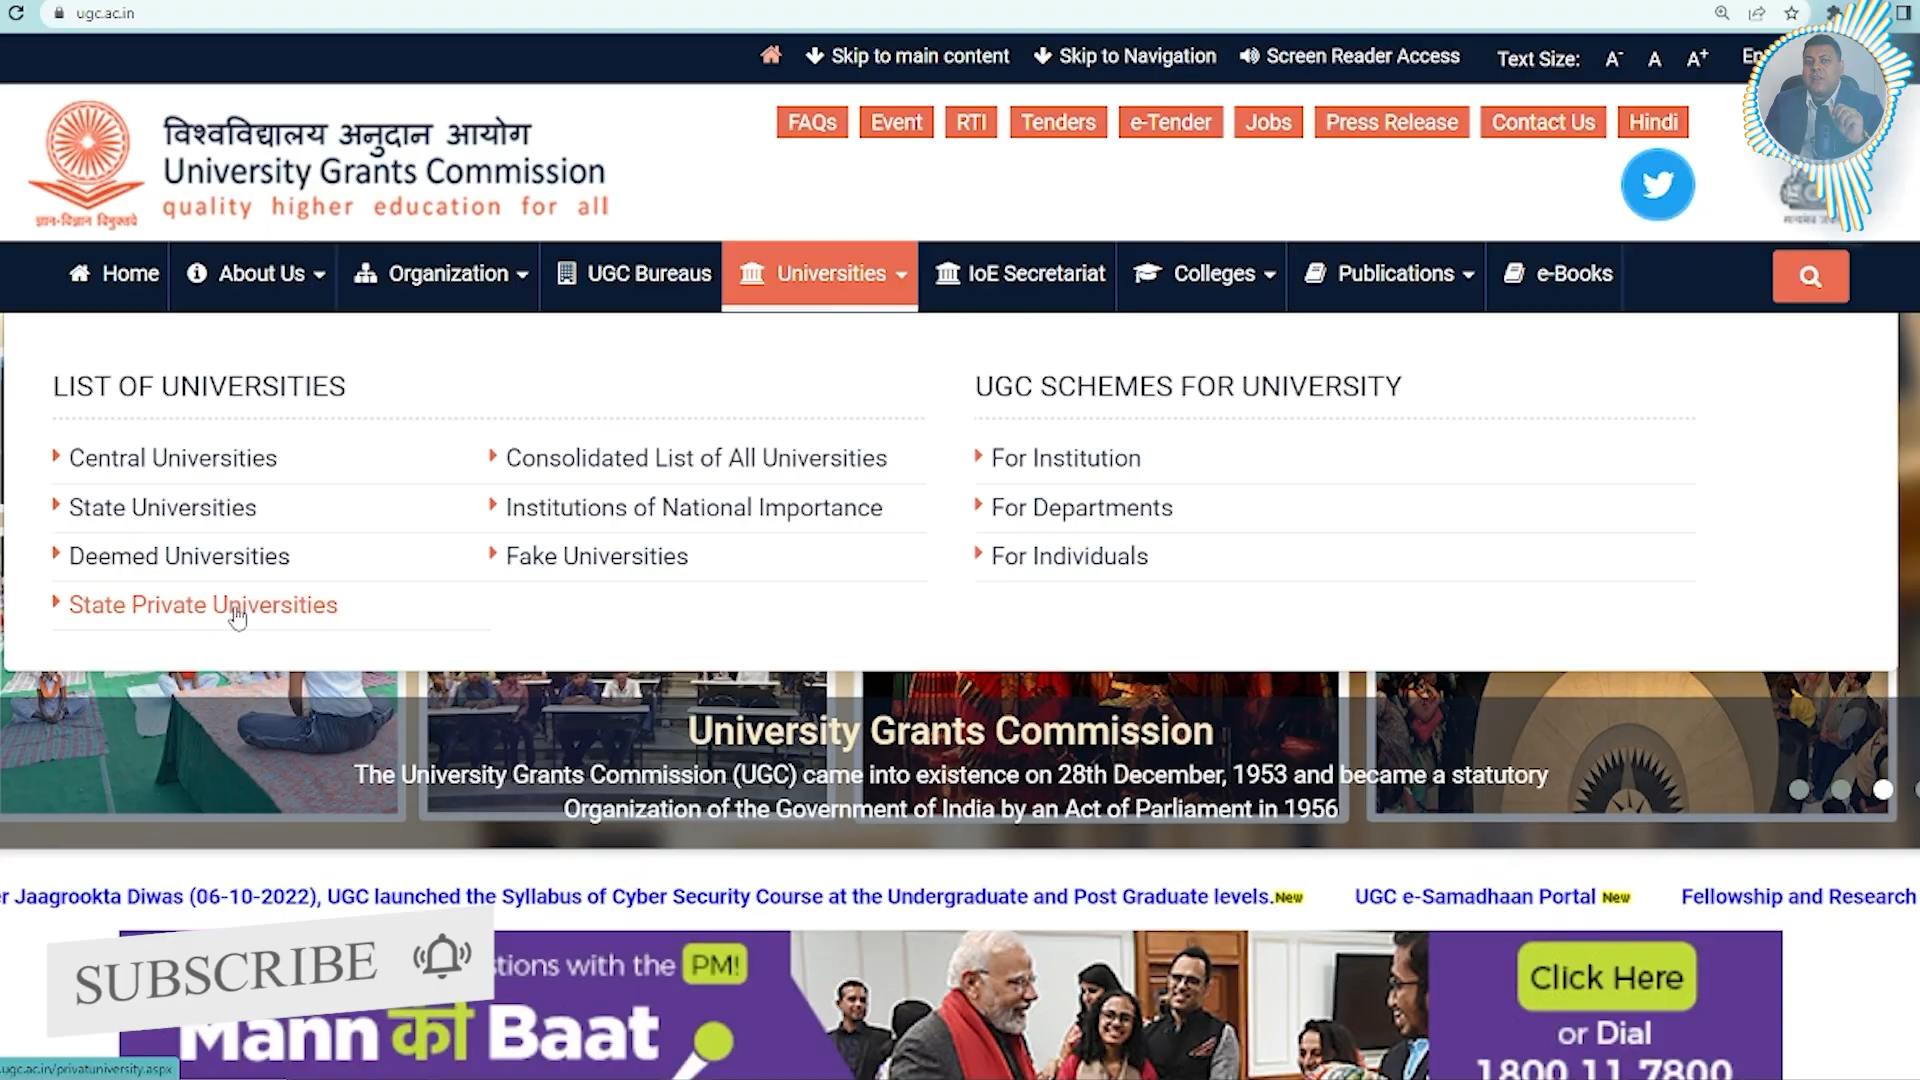 ugc.ac.in
Skip to main content
Skip to Navigation
Screen Reader Access
Text Size:
A-
A
A+
विश्वविद्यालय अनुदान आयोग
University Grants Commission
quality higher education for all
ज्ञान-विज्ञान विमुक्तये
FAQs
Event
RTI
Tenders
e-Tender
Jobs
Press Release
Contact Us
Hindi
Home
About Us
Organization
UGC Bureaus
Universities
IoE Secretariat
Colleges
Publications
e-Books
LIST OF UNIVERSITIES
UGC SCHEMES FOR UNIVERSITY
Central Universities
Consolidated List of All Universities
For Institution
State Universities
Institutions of National Importance
For Departments
Deemed Universities
Fake Universities
For Individuals
State Private Universities
University Grants Commission
The University Grants Commission (UGC) came into existence on 28th December, 1953 and became a statutory
Organization of the Government of India by an Act of Parliament in 1956
r Jaagrookta Diwas (06-10-2022), UGC launched the Syllabus of Cyber Security Course at the Undergraduate and Post Graduate levels. New
UGC e-Samadhaan Portal New
Fellowship and Research
SUBSCRIBE
stions with the PM!
Mann की Baat
Click Here
or Dial
1800 11 7800
ugc.ac.in/privatuniversity.aspx